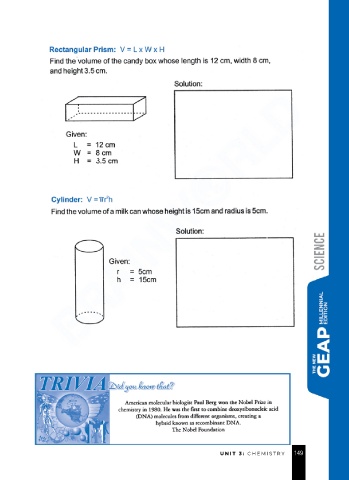 Rectangular Prism: V = L x W x H
Find the volume of the candy box whose length is 12 cm, width 8 cm,
and height 3.5 cm.
Solution:
Given:
L = 12 cm
W = 8 cm
H = 3.5 cm
Cylinder: V = πr²h
Find the volume of a milk can whose height is 15cm and radius is 5cm.
Solution:
Given:
r = 5cm
h = 15cm
SCIENCE
THE NEW
GEAP
MILLENNIAL
EDITION
TRIVIA Did you know that?
American molecular biologist Paul Berg won the Nobel Prize in
chemistry in 1980. He was the first to combine deoxyribonucleic acid
(DNA) molecules from different organisms, creating a
hybrid known as recombinant DNA.
The Nobel Foundation
UNIT 3: CHEMISTRY 149